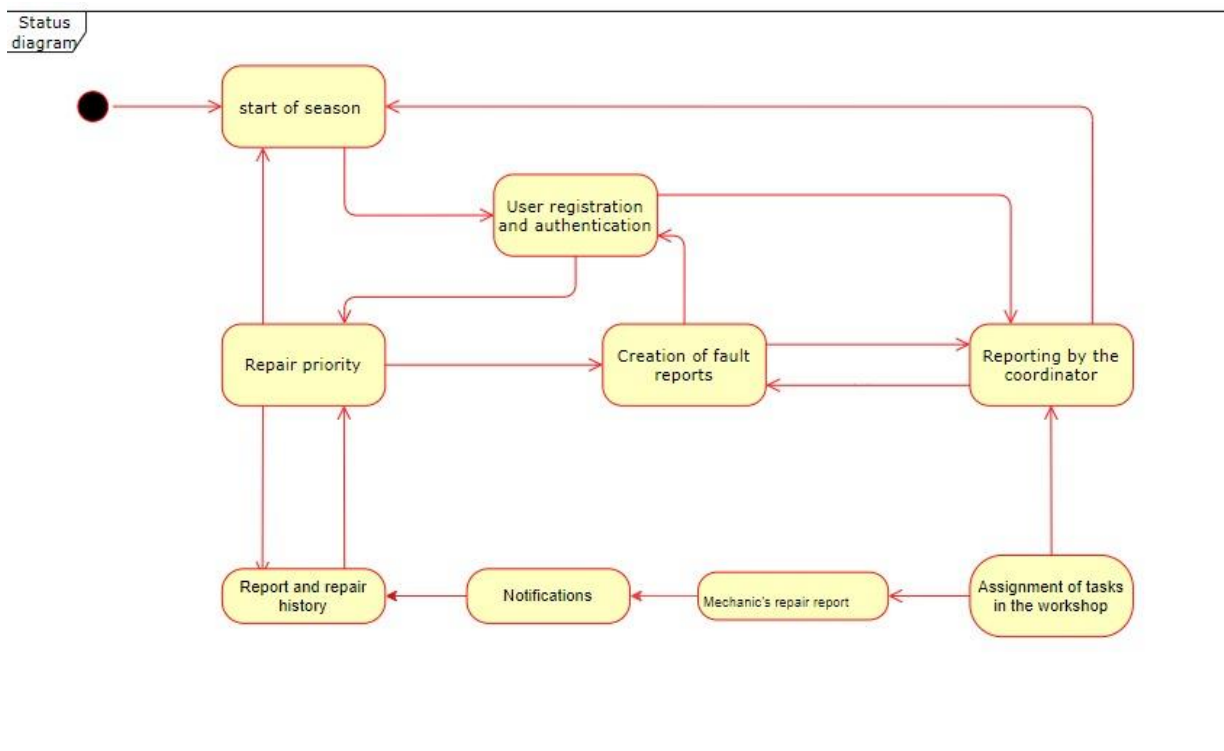 Status
diagram
start of season
User registration
and authentication
Repair priority
Creation of fault
reports
Reporting by the
coordinator
Report and repair
history
Notifications
Mechanic's repair report
Assignment of tasks
in the workshop